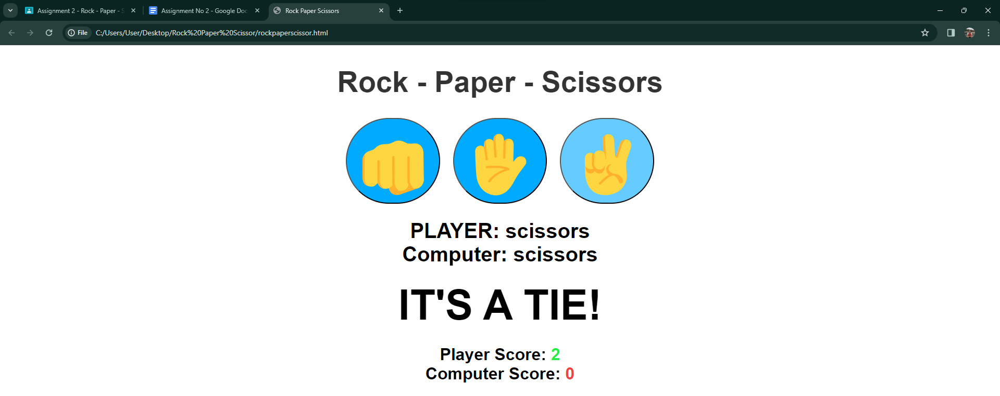 Assignment 2 - Rock - Paper - S
Assignment No 2 - Google Doc
Rock Paper Scissors
File
C:/Users/User/Desktop/Rock%20Paper%20Scissor/rockpaperscissor.html
Rock - Paper - Scissors
PLAYER: scissors
Computer: scissors
IT'S A TIE!
Player Score: 2
Computer Score: 0